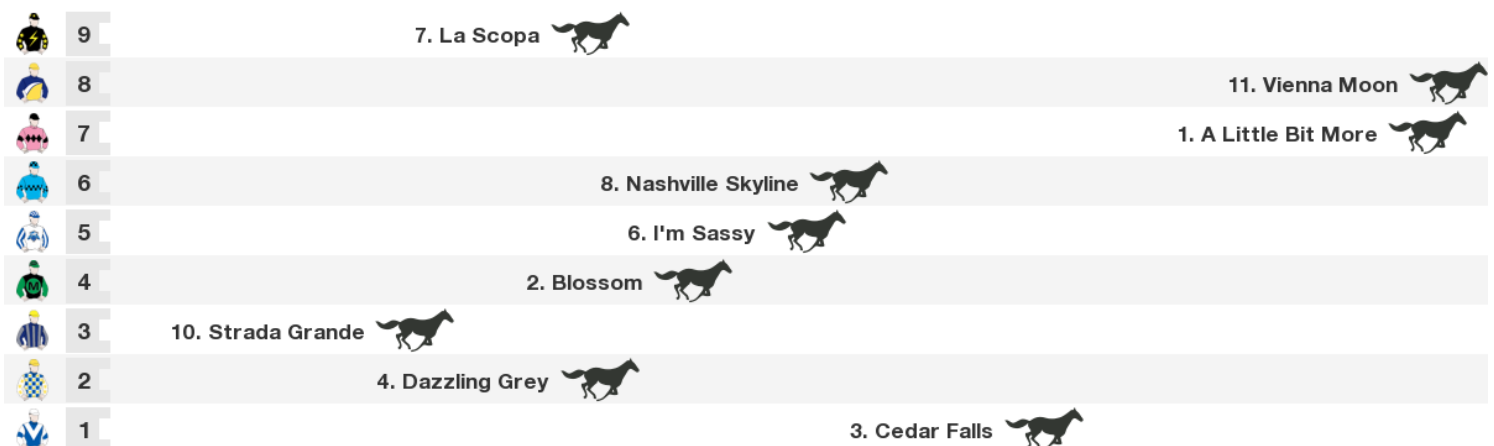 9 7. La Scopa
8 11. Vienna Moon
7 1. A Little Bit More
6 8. Nashville Skyline
5 6. I'm Sassy
M 4 2. Blossom
3 10. Strada Grande
2 4. Dazzling Grey
1 3. Cedar Falls